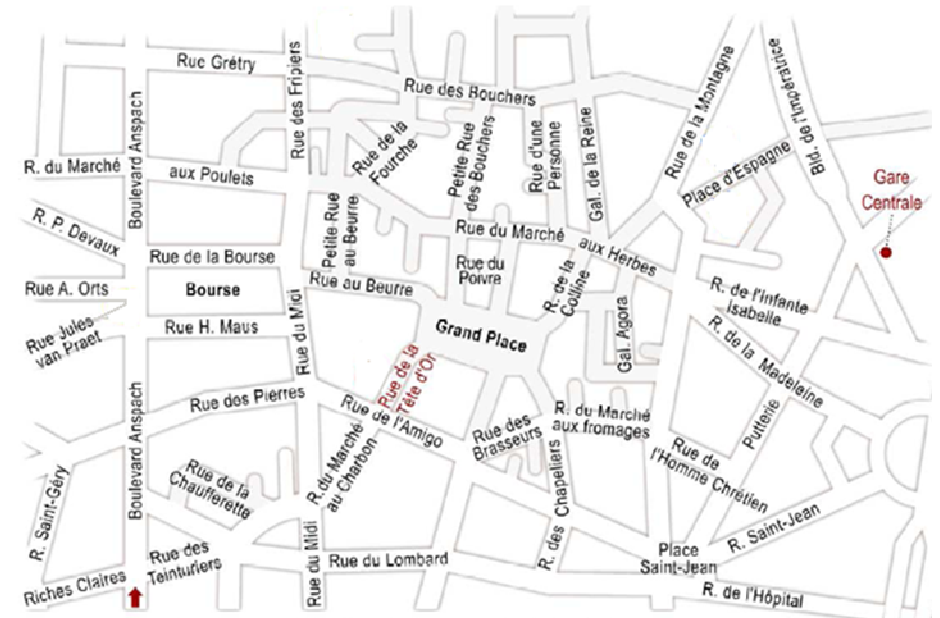 Rue Grétry
Rue des Fripiers
Rue des Bouchers
Rue de la Montagne
Bld. de l'Impératrice
Boulevard Anspach
R. du Marché
aux Poulets
Rue de la
Fourche
Petite Rue
des Bouchers
Rue d'une
Personne
Gal. de la Reine
Place d'Espagne
Gare
Centrale
R. P. Devaux
Rue de la Bourse
Petite Rue
au Beurre
Rue du Marché
aux Herbes
Rue A. Orts
Bourse
Rue au Beurre
Rue du
Poivre
R. de la
Colline
R. de l'Infante
Isabelle
Rue Jules
van Praet
Rue H. Maus
Rue du Midi
Grand Place
Gal. Agora
R. de la Madeleine
Rue de la
Tête d'Or
Boulevard Anspach
Rue des Pierres
Rue de l'Amigo
Rue des
Brasseurs
R. du Marché
aux fromages
Putterie
R. Saint-Géry
Rue de la
Chaufferette
R. du Marché
au Charbon
R. des Chapeliers
Rue de
l'Homme Chrétien
R. Saint-Jean
Riches Claires
Rue des
Teinturiers
Rue du Midi
Rue du Lombard
Place
Saint-Jean
R. de l'Hôpital